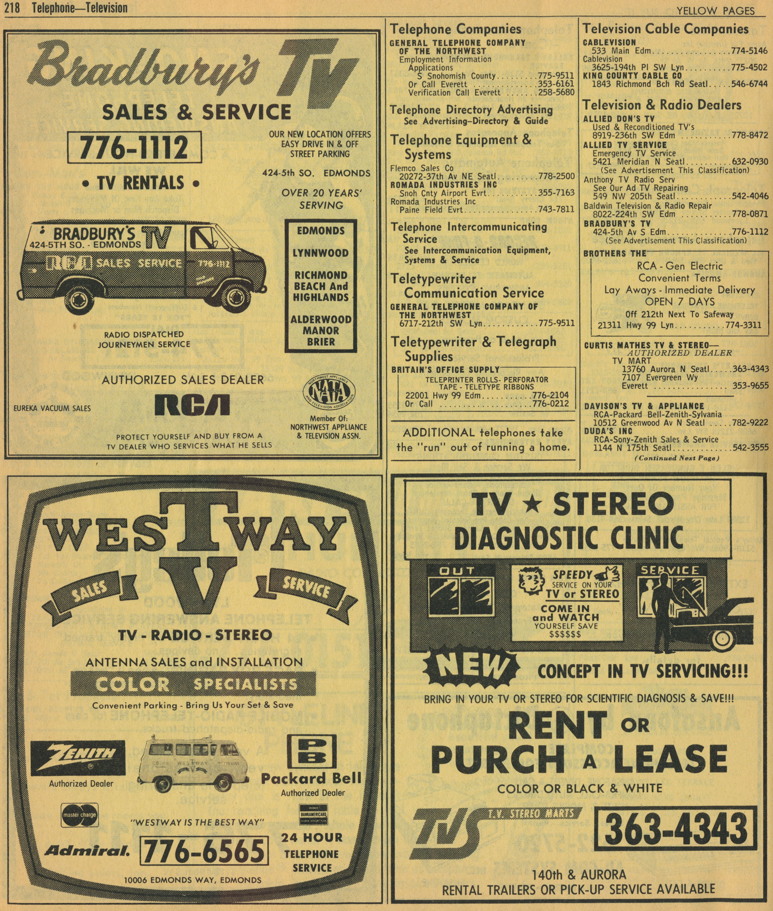 218 Telephone—Television
YELLOW PAGES
Bradbury's TV
SALES & SERVICE
776-1112
• TV RENTALS •
OUR NEW LOCATION OFFERS
EASY DRIVE IN & OFF
STREET PARKING
424-5th SO. EDMONDS
OVER 20 YEARS'
SERVING
EDMONDS
LYNNWOOD
RICHMOND
BEACH And
HIGHLANDS
ALDERWOOD
MANOR
BRIER
BRADBURY'S TV
424-5TH SO. - EDMONDS
RCA SALES SERVICE 776-1112
RADIO DISPATCHED
JOURNEYMEN SERVICE
AUTHORIZED SALES DEALER
RCA
EUREKA VACUUM SALES
NATA
Member Of:
NORTHWEST APPLIANCE
& TELEVISION ASSN.
PROTECT YOURSELF AND BUY FROM A
TV DEALER WHO SERVICES WHAT HE SELLS
Telephone Companies
GENERAL TELEPHONE COMPANY
OF THE NORTHWEST
Employment Information
Applications
S Snohomish County......775-9511
Or Call Everett..........353-6161
Verification Call Everett..258-5680
Telephone Directory Advertising
See Advertising-Directory & Guide
Telephone Equipment &
Systems
Flemco Sales Co
20272-37th Av NE Seatl....778-2500
ROMADA INDUSTRIES INC
Snoh Cnty Airport Evrt.....355-7163
Romada Industries Inc
Paine Field Evrt..........743-7811
Telephone Intercommunicating
Service
See Intercommunication Equipment,
Systems & Service
Teletypewriter
Communication Service
GENERAL TELEPHONE COMPANY OF
THE NORTHWEST
6717-212th SW Lyn..........775-9511
Teletypewriter & Telegraph
Supplies
BRITAIN'S OFFICE SUPPLY
TELEPRINTER ROLLS- PERFORATOR
TAPE - TELETYPE RIBBONS
22001 Hwy 99 Edm..........776-2104
Or Call..................776-0212
ADDITIONAL telephones take
the "run" out of running a home.
Television Cable Companies
CABLEVISION
533 Main Edm..............774-5146
Cablevision
3625-194th Pl SW Lyn.......775-4502
KING COUNTY CABLE CO
1843 Richmond Bch Rd Seatl..546-6744
Television & Radio Dealers
ALLIED DON'S TV
Used & Reconditioned TV's
8919-236th SW Edm.........778-8472
ALLIED TV SERVICE
Emergency TV Service
5421 Meridian N Seatl.......632-0930
(See Advertisement This Classification)
Anthony TV Radio Serv
See Our Ad TV Repairing
549 NW 205th Seatl.........542-4046
Baldwin Television & Radio Repair
8022-224th SW Edm.........778-0871
BRADBURY'S TV
424-5th Av S Edm..........776-1112
(See Advertisement This Classification)
BROTHERS THE
RCA - Gen Electric
Convenient Terms
Lay Aways - Immediate Delivery
OPEN 7 DAYS
Off 212th Next To Safeway
21311 Hwy 99 Lyn..........774-3311
CURTIS MATHES TV & STEREO—
AUTHORIZED DEALER
TV MART
13760 Aurora N Seatl.....363-4343
7107 Evergreen Wy
Everett................353-9655
DAVISON'S TV & APPLIANCE
RCA-Packard Bell-Zenith-Sylvania
10512 Greenwood Av N Seatl..782-9222
DUDA'S INC
RCA-Sony-Zenith Sales & Service
1144 N 175th Seatl..........542-3555
(Continued Next Page)
WESTWAY
TV
SALES SERVICE
TV - RADIO - STEREO
ANTENNA SALES and INSTALLATION
COLOR SPECIALISTS
Convenient Parking - Bring Us Your Set & Save
ZENITH
Authorized Dealer
PB
Packard Bell
Authorized Dealer
master charge
"WESTWAY IS THE BEST WAY"
BANKAMERICARD
Admiral.
776-6565
24 HOUR
TELEPHONE
SERVICE
10006 EDMONDS WAY, EDMONDS
TV ★ STEREO
DIAGNOSTIC CLINIC
OUT
SPEEDY
SERVICE ON YOUR
TV or STEREO
COME IN
and WATCH
YOURSELF SAVE
$$$$$$
SERVICE
NEW CONCEPT IN TV SERVICING!!!
BRING IN YOUR TV OR STEREO FOR SCIENTIFIC DIAGNOSIS & SAVE!!!
RENT OR
PURCH A LEASE
COLOR OR BLACK & WHITE
TVS T.V. STEREO MARTS
363-4343
140th & AURORA
RENTAL TRAILERS OR PICK-UP SERVICE AVAILABLE